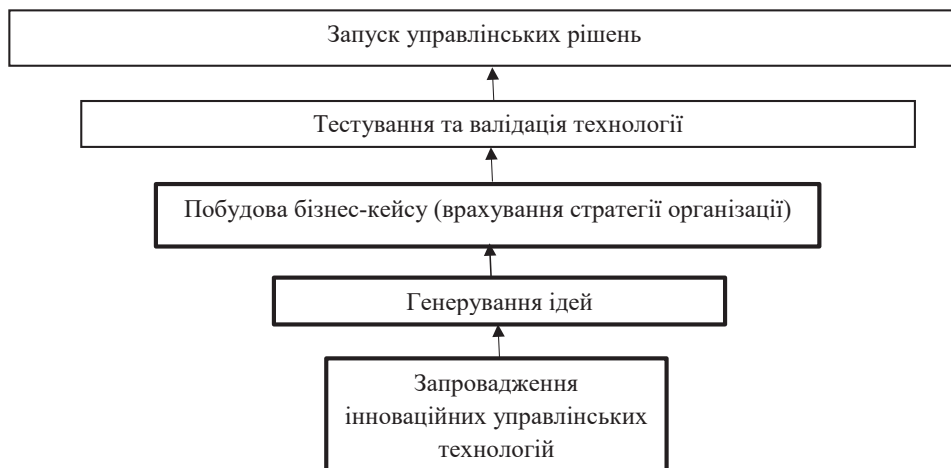 Запуск управлінських рішень
Тестування та валідація технології
Побудова бізнес-кейсу (врахування стратегії організації)
Генерування ідей
Запровадження
інноваційних управлінських
технологій